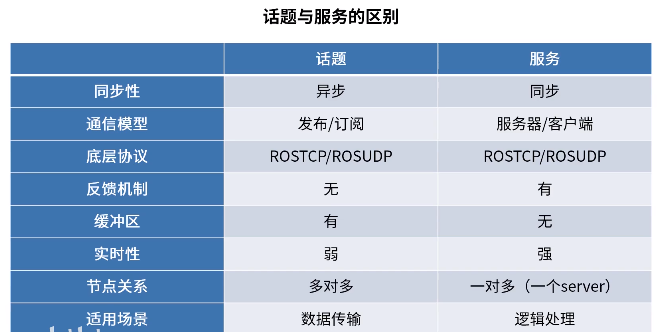 话题与服务的区别
话题 服务
同步性 异步 同步
通信模型 发布/订阅 服务器/客户端
底层协议 ROSTCP/ROSUDP ROSTCP/ROSUDP
反馈机制 无 有
缓冲区 有 无
实时性 弱 强
节点关系 多对多 一对多（一个server）
适用场景 数据传输 逻辑处理